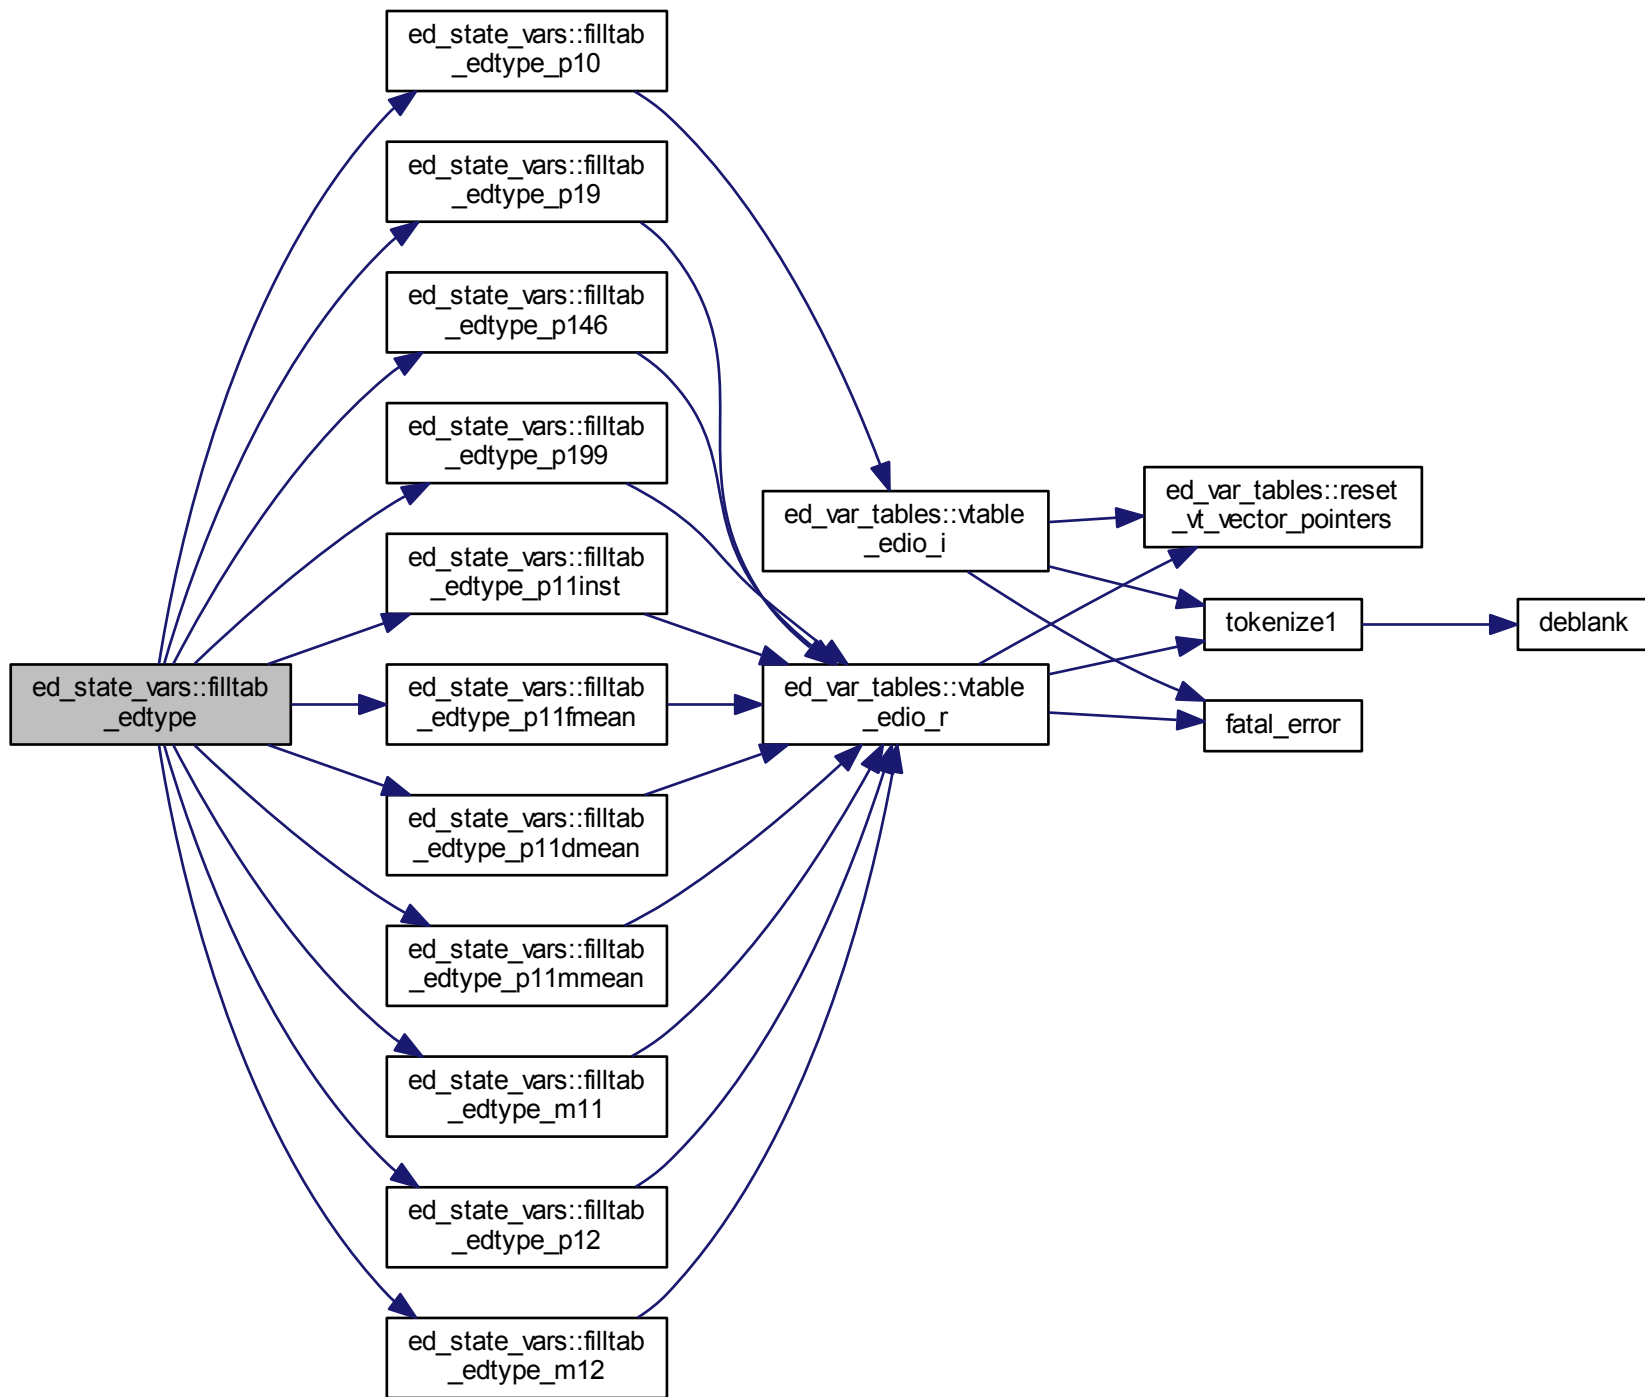 ed_state_vars::filltab
_edtype
ed_state_vars::filltab
_edtype_p10
ed_state_vars::filltab
_edtype_p19
ed_state_vars::filltab
_edtype_p146
ed_state_vars::filltab
_edtype_p199
ed_state_vars::filltab
_edtype_p11inst
ed_state_vars::filltab
_edtype_p11fmean
ed_state_vars::filltab
_edtype_p11dmean
ed_state_vars::filltab
_edtype_p11mmean
ed_state_vars::filltab
_edtype_m11
ed_state_vars::filltab
_edtype_p12
ed_state_vars::filltab
_edtype_m12
ed_var_tables::vtable
_edio_i
ed_var_tables::vtable
_edio_r
ed_var_tables::reset
_vt_vector_pointers
tokenize1
fatal_error
deblank